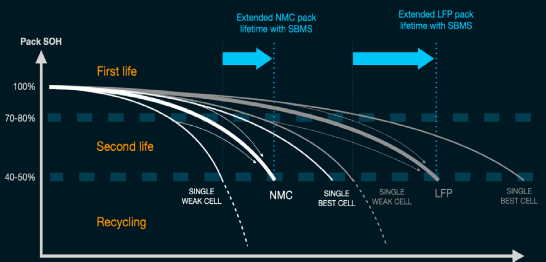 Extended NMC pack
lifetime with SBMS
Extended LFP pack
lifetime with SBMS
Pack SOH
First life
100%
70-80%
Second life
40-50%
SINGLE
WEAK CELL
NMC
SINGLE
BEST CELL
SINGLE
WEAK CELL
LFP
SINGLE
BEST CELL
Recycling